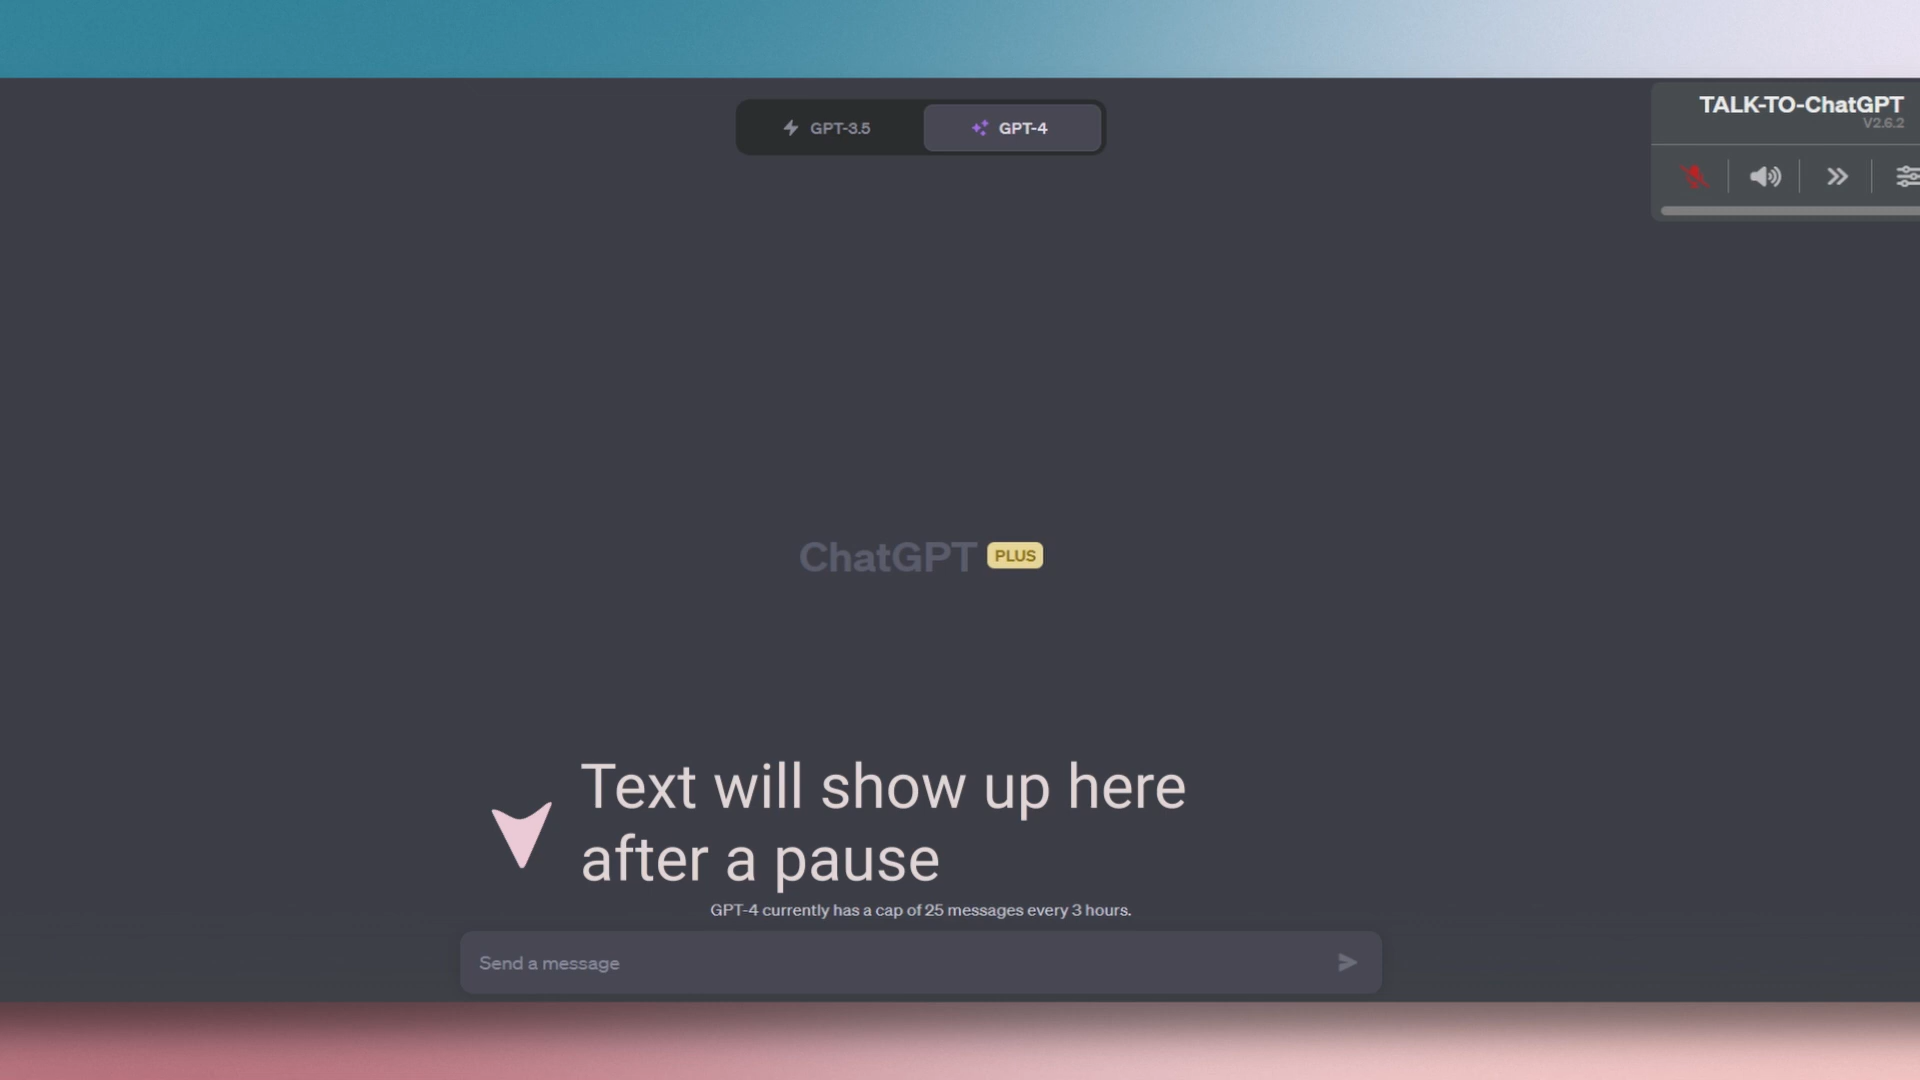 TALK-TO-ChatGPT
V2.6.2
GPT-3.5
GPT-4
ChatGPT PLUS
Text will show up here
after a pause
GPT-4 currently has a cap of 25 messages every 3 hours.
Send a message